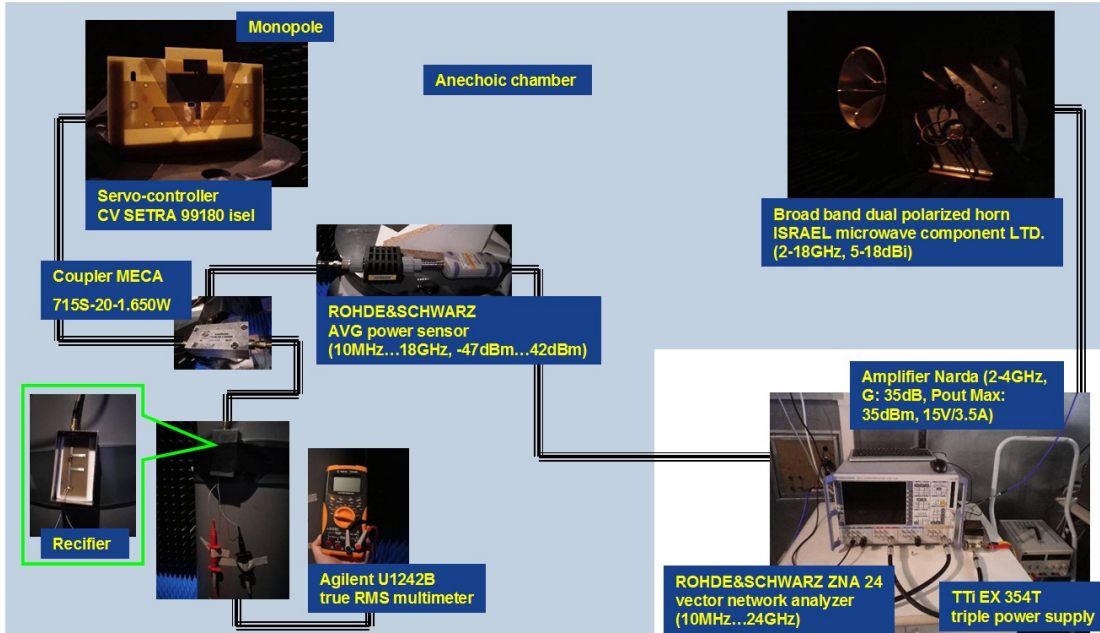 Monopole
Anechoic chamber
Servo-controller
CV SETRA 99180 isel
Broad band dual polarized horn
ISRAEL microwave component LTD.
(2-18GHz, 5-18dBi)
Coupler MECA
715S-20-1.650W
ROHDE&SCHWARZ
AVG power sensor
(10MHz...18GHz, -47dBm...42dBm)
Amplifier Narda (2-4GHz,
G: 35dB, Pout Max:
35dBm, 15V/3.5A)
Recifier
Agilent U1242B
true RMS multimeter
ROHDE&SCHWARZ ZNA 24
vector network analyzer
(10MHz...24GHz)
TTi EX 354T
triple power supply